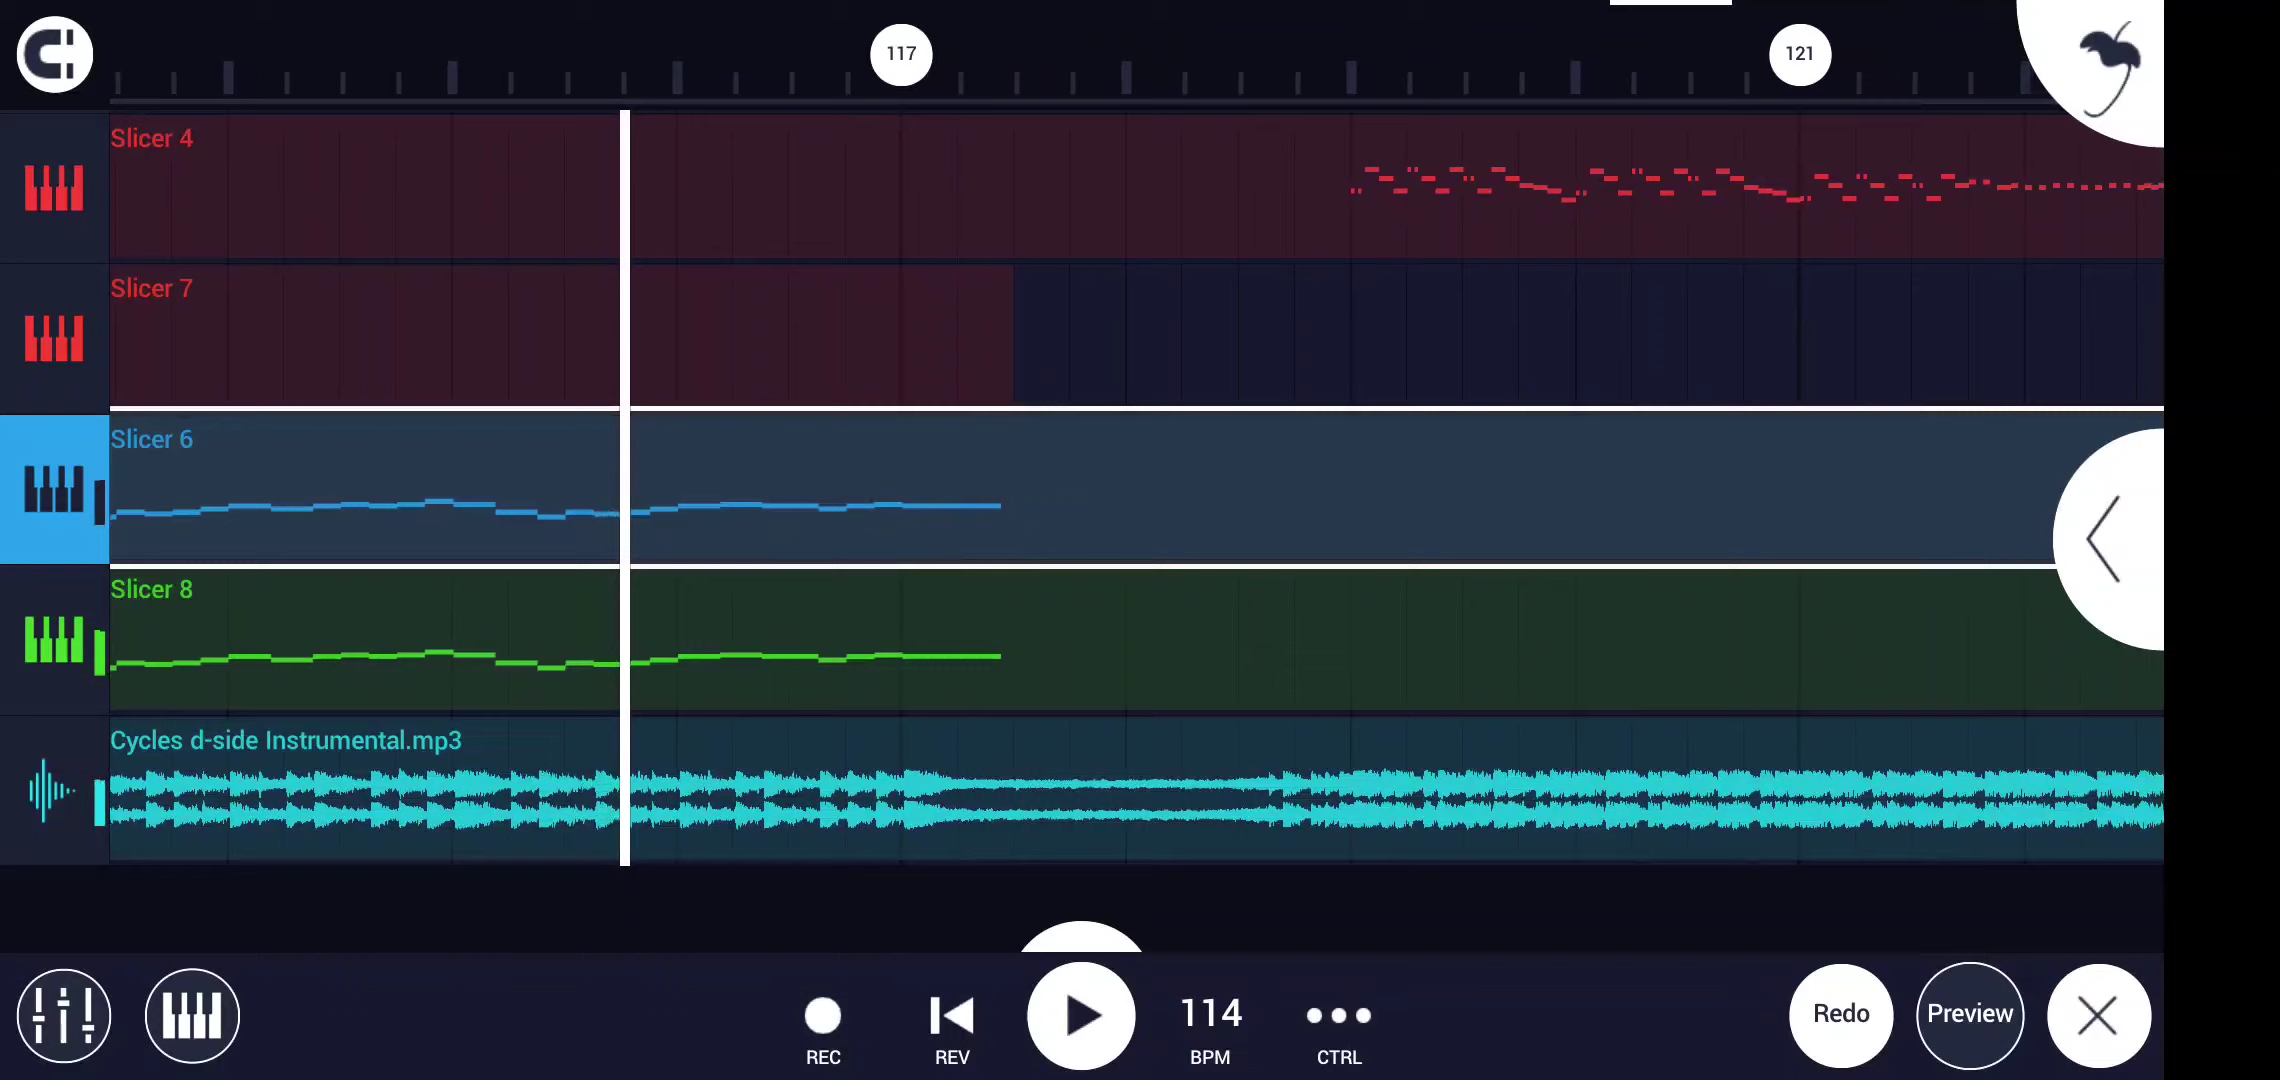 117
121
Slicer 4
Slicer 7
Slicer 6
Slicer 8
Cycles d-side Instrumental.mp3
REC
REV
114
BPM
CTRL
Redo
Preview